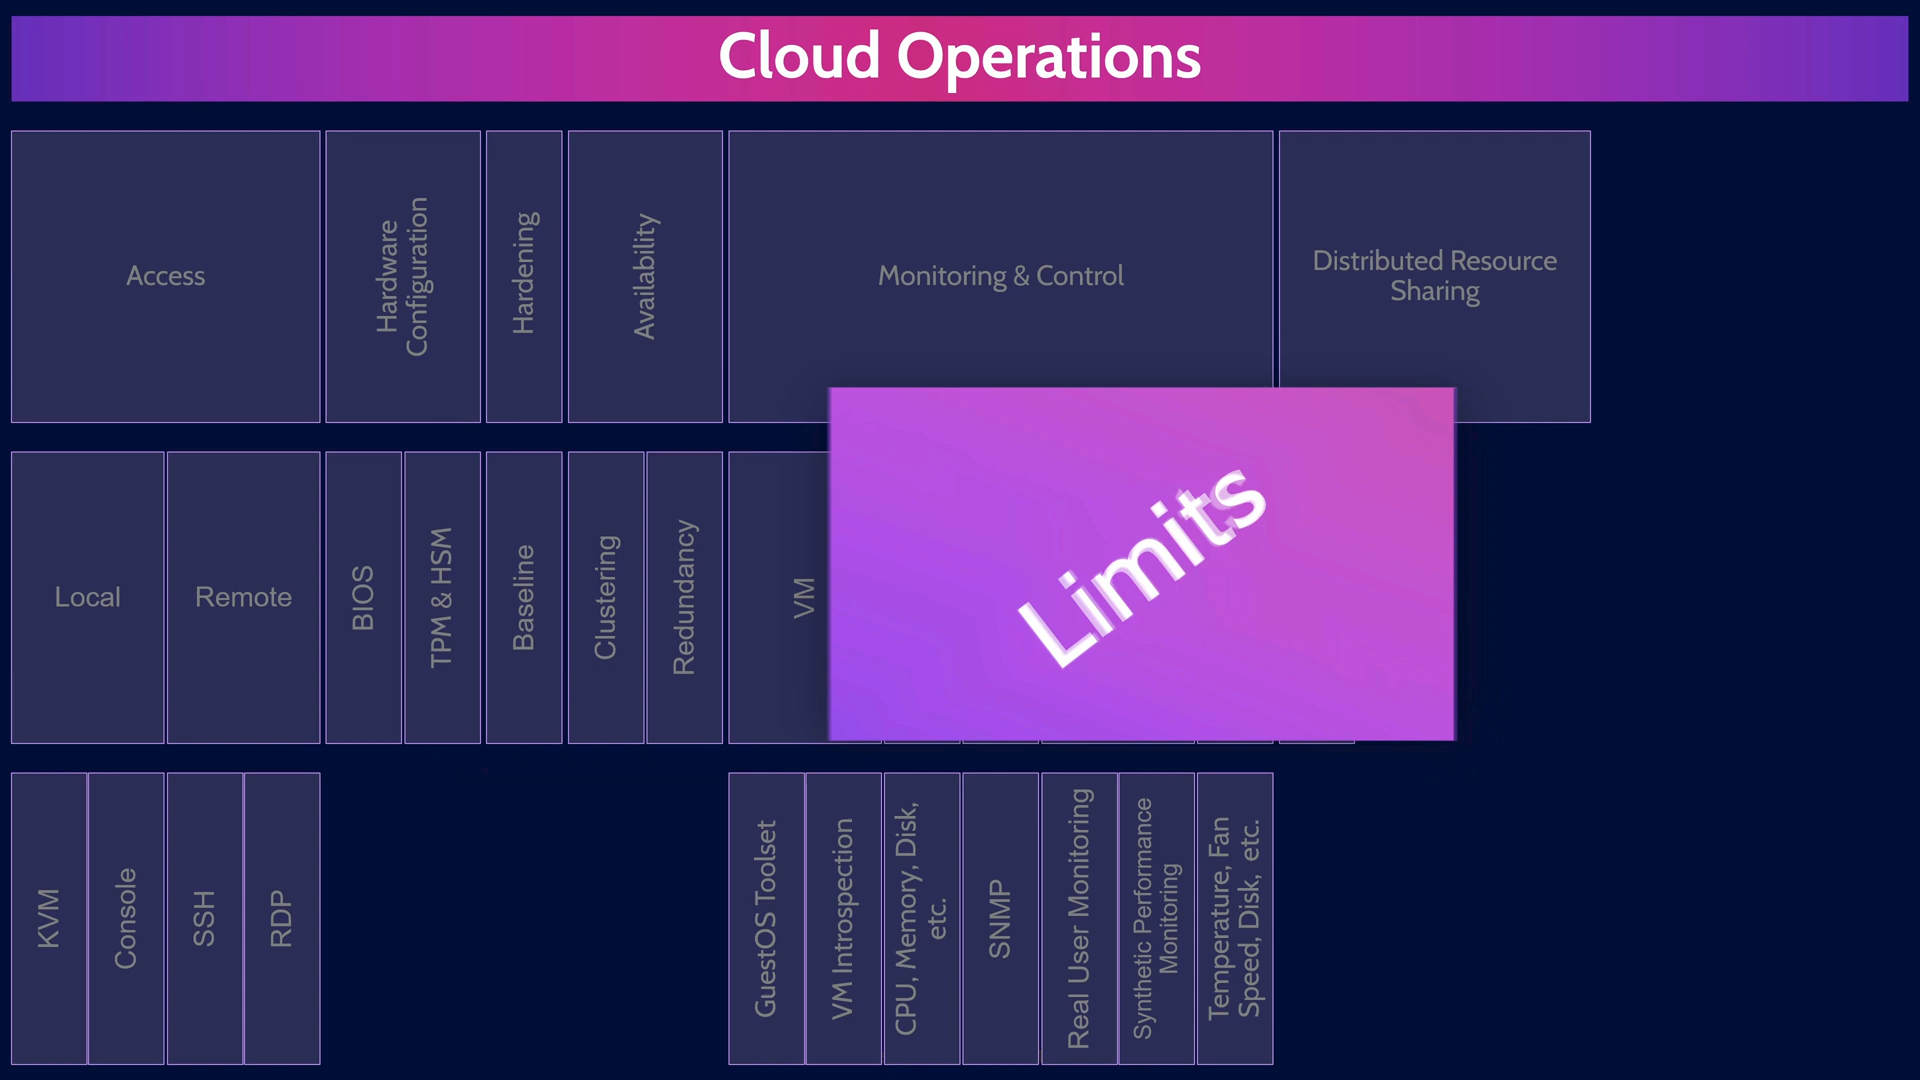 Cloud Operations
Access
Hardware
Configuration
Hardening
Availability
Monitoring & Control
Distributed Resource
Sharing
Local
Remote
BIOS
TPM & HSM
Baseline
Clustering
Redundancy
VM
Limits
KVM
Console
SSH
RDP
GuestOS Toolset
VM Introspection
CPU, Memory, Disk,
etc.
SNMP
Real User Monitoring
Synthetic Performance
Monitoring
Temperature, Fan
Speed, Disk, etc.